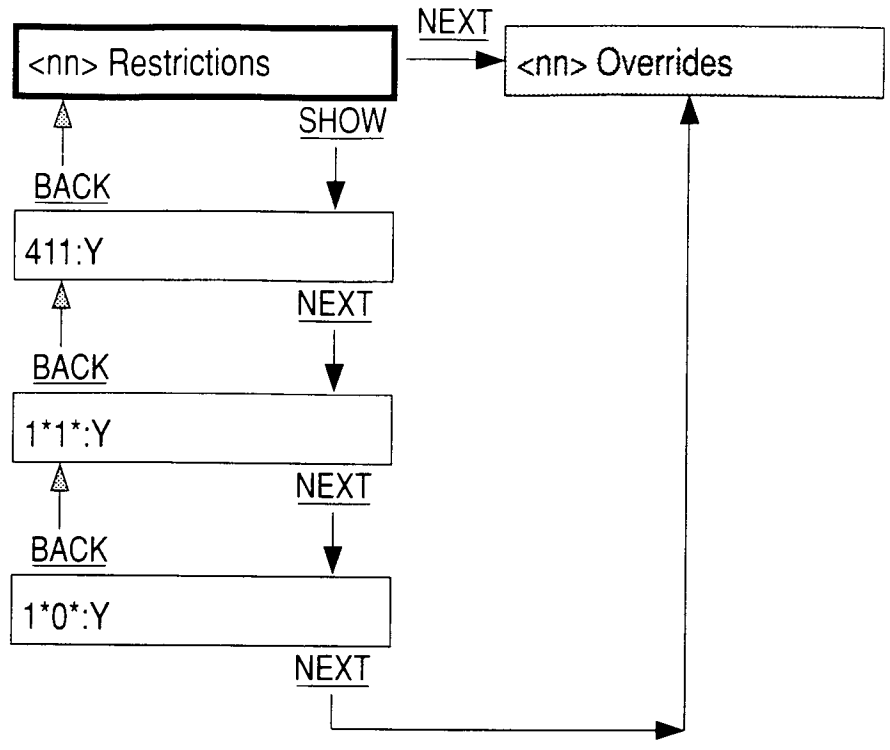 NEXT
<nn> Restrictions
<nn> Overrides
SHOW
BACK
411:Y
NEXT
BACK
1*1*:Y
NEXT
BACK
1*0*:Y
NEXT